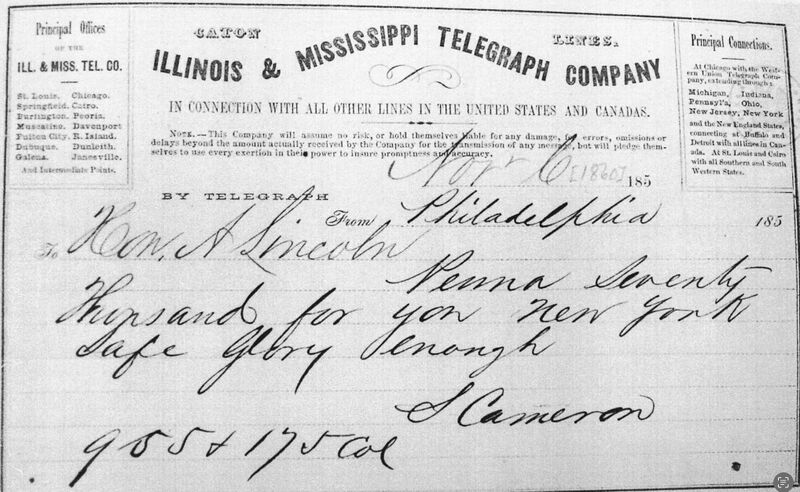 Principal Offices
OF THE
ILL. & MISS. TEL. CO.
St. Louis. Chicago.
Springfield. Cairo.
Burlington. Peoria.
Muscatine. Davenport
Fulton City. R. Island.
Dubuque. Dunleith.
Galena. Janesville.
And Intermediate Points.
CATON LINES.
ILLINOIS & MISSISSIPPI TELEGRAPH COMPANY
IN CONNECTION WITH ALL OTHER LINES IN THE UNITED STATES AND CANADAS.
NOTE.—This Company will assume no risk, or hold themselves liable for any damage, for errors, omissions or
delays beyond the amount actually received by the Company for the transmission of any message, but will pledge them-
selves to use every exertion in their power to insure promptness and accuracy.
Principal Connections.
At Chicago with the West-
ern Union Telegraph Com-
pany, extending through:
Michigan, Indiana,
Pennsyl'a, Ohio,
New Jersey, New York
and the New England States,
connecting at Buffalo and
Detroit with all lines in Can-
ada. At St. Louis and Cairo
with all Southern and South
Western States.
Nov 6 [1860] 185
BY TELEGRAPH
From Philadelphia 185
To Hon. A Lincoln
Penna Seventy
Thousand for you New York
safe Glory enough
S Cameron
9 55 & 175 Col